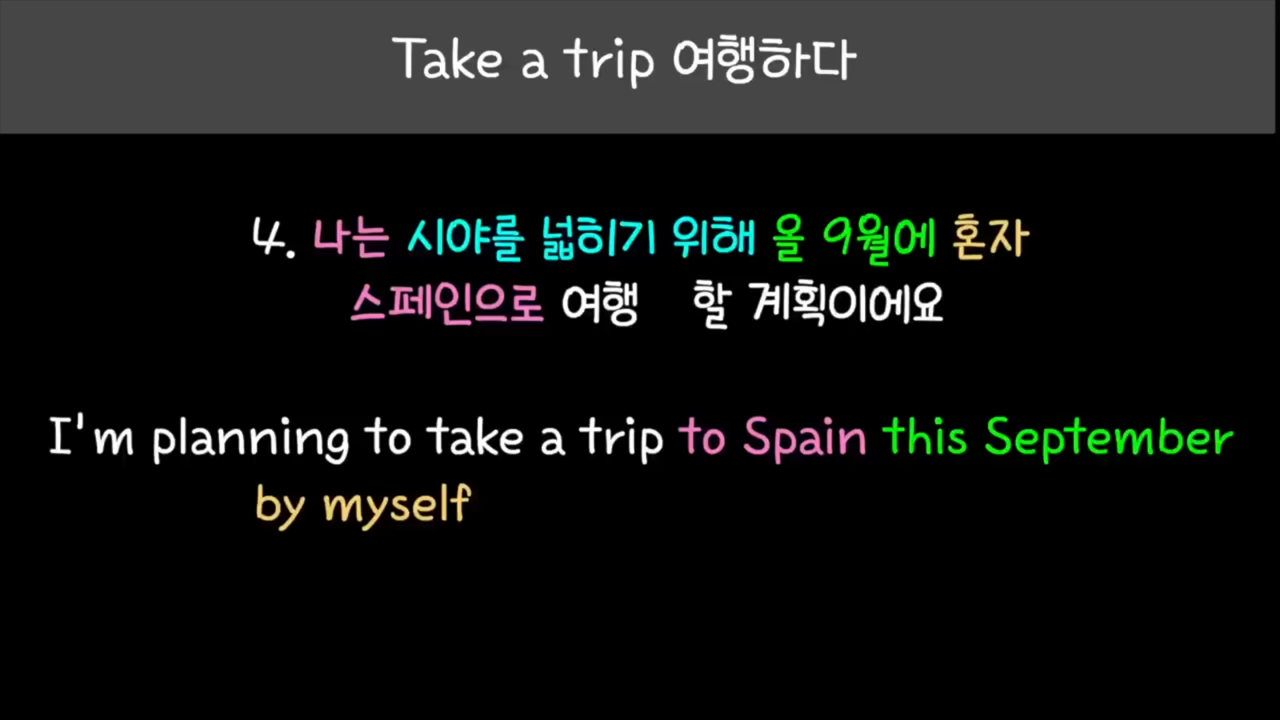 Take a trip 여행하다
4. 나는 시야를 넓히기 위해 올 9월에 혼자
스페인으로 여행 할 계획이에요
I'm planning to take a trip to Spain this September
by myself